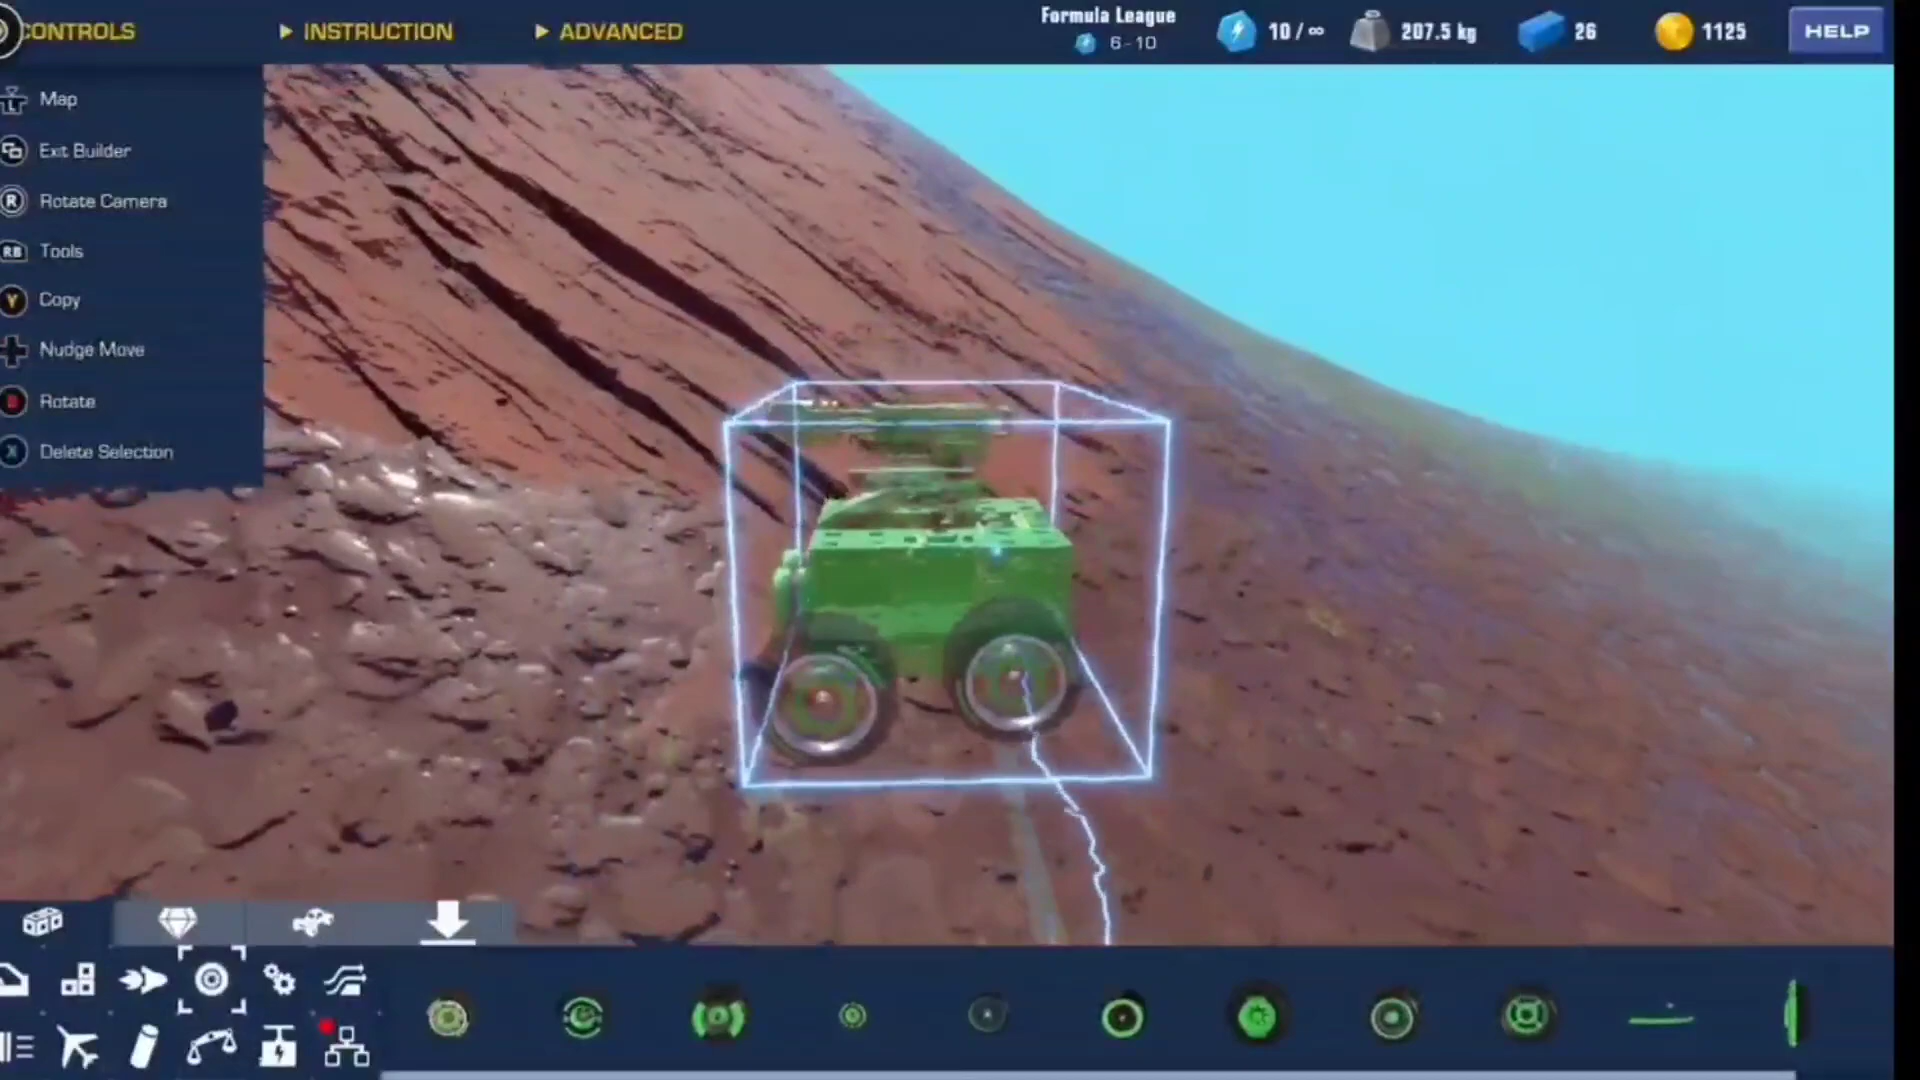 CONTROLS
INSTRUCTION
ADVANCED
Formula League
6-10
10/∞
207.5 kg
26
1125
HELP
L
Map
Exit Builder
R Rotate Camera
RB Tools
Y Copy
Nudge Move
B Rotate
X Delete Selection